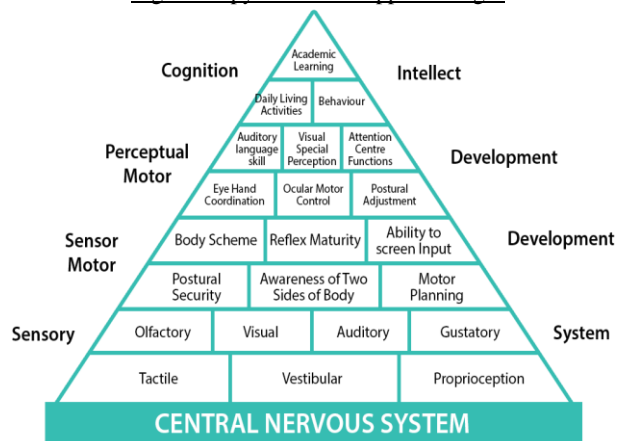 Academic
Learning
Cognition
Intellect
Daily Living
Activities
Behaviour
Auditory
language
skill
Visual
Special
Perception
Attention
Centre
Functions
Perceptual
Motor
Development
Eye Hand
Coordination
Ocular Motor
Control
Postural
Adjustment
Sensor
Motor
Body Scheme
Reflex Maturity
Ability to
screen Input
Development
Postural
Security
Awareness of Two
Sides of Body
Motor
Planning
Sensory
Olfactory
Visual
Auditory
Gustatory
System
Tactile
Vestibular
Proprioception
CENTRAL NERVOUS SYSTEM